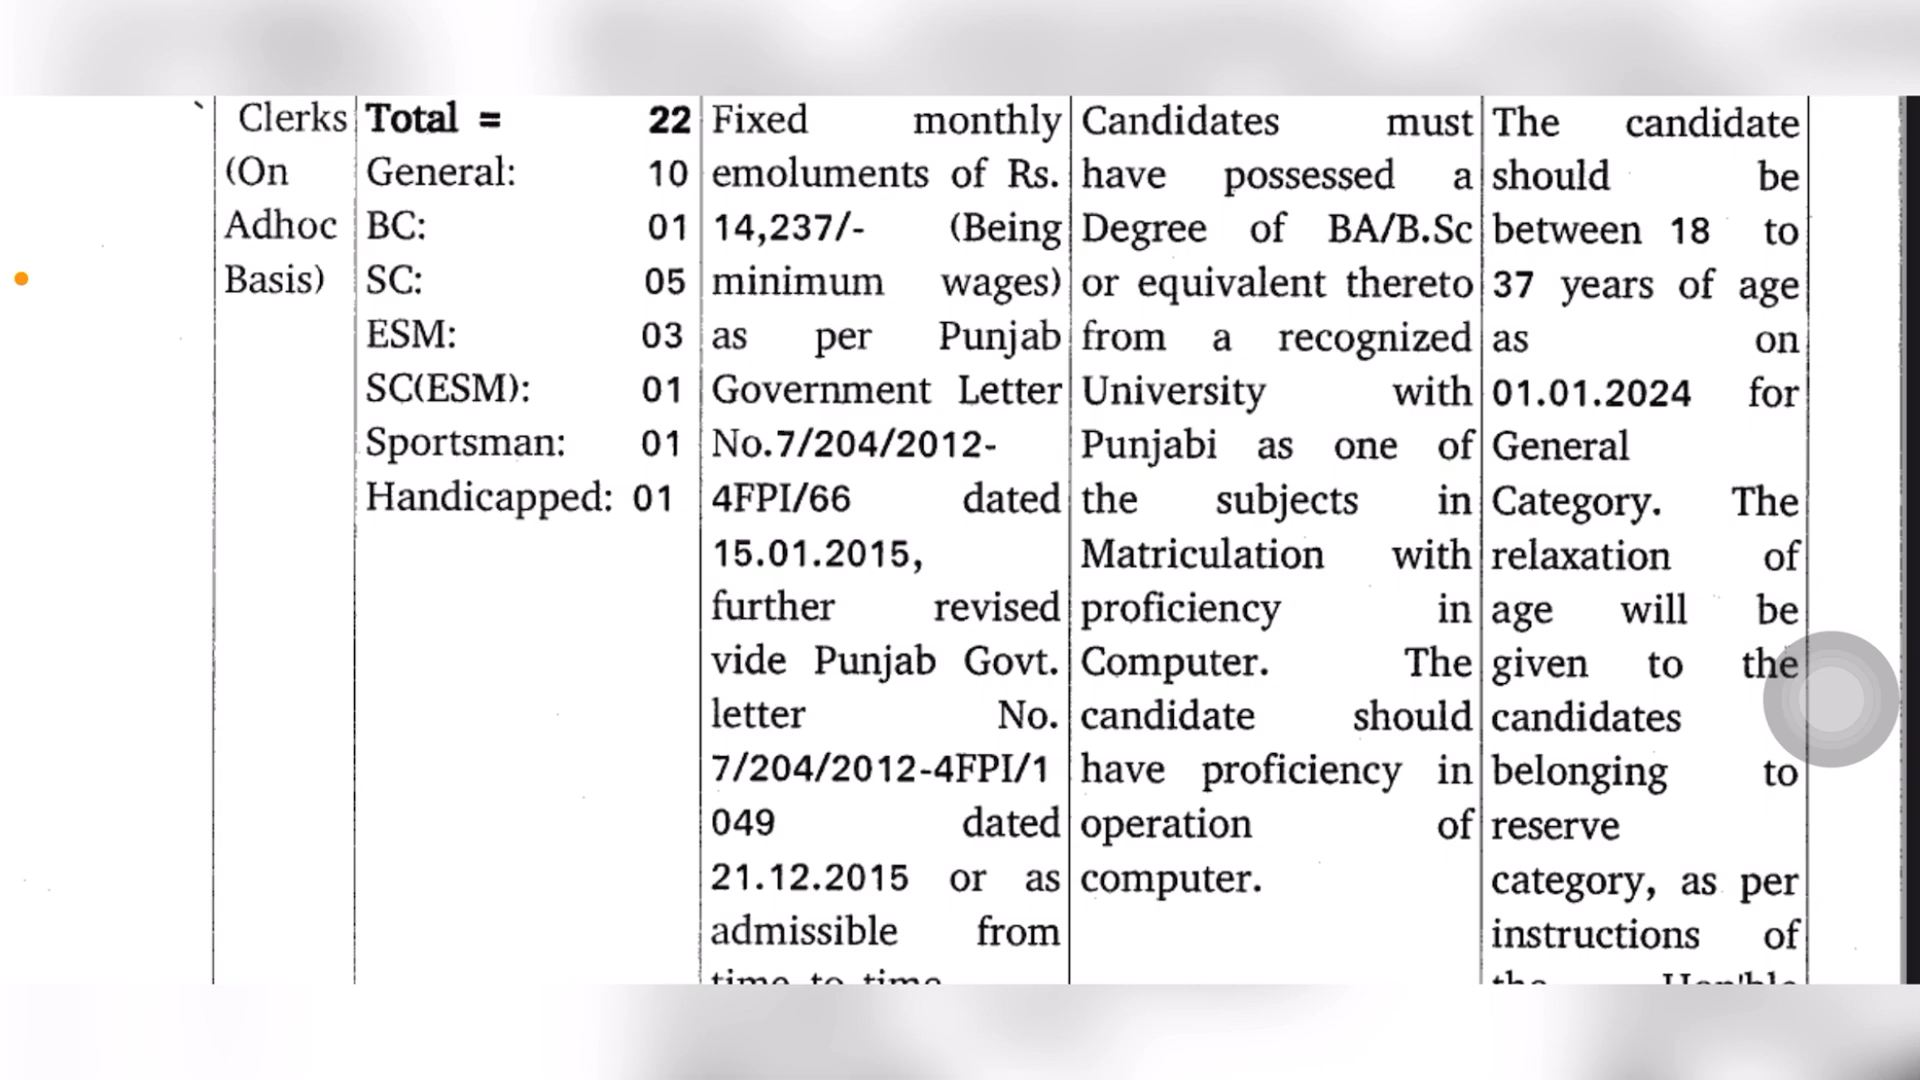 Clerks
(On
Adhoc
Basis)
Total = 22
General: 10
BC: 01
SC: 05
ESM: 03
SC(ESM): 01
Sportsman: 01
Handicapped: 01
Fixed monthly
emoluments of Rs.
14,237/- (Being
minimum wages)
as per Punjab
Government Letter
No.7/204/2012-
4FPI/66 dated
15.01.2015,
further revised
vide Punjab Govt.
letter No.
7/204/2012-4FPI/1
049 dated
21.12.2015 or as
admissible from
time to time
Candidates must
have possessed a
Degree of BA/B.Sc
or equivalent thereto
from a recognized
University with
Punjabi as one of
the subjects in
Matriculation with
proficiency in
Computer. The
candidate should
have proficiency in
operation of
computer.
The candidate
should be
between 18 to
37 years of age
as on
01.01.2024 for
General
Category. The
relaxation of
age will be
given to the
candidates
belonging to
reserve
category, as per
instructions of
the Hon'ble